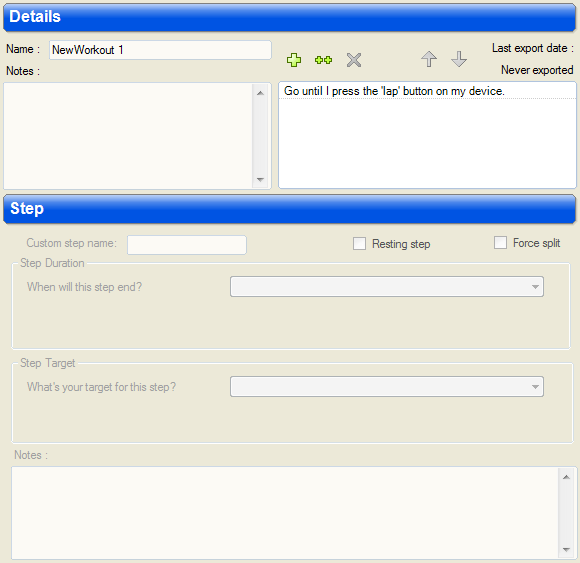 Details
Name : NewWorkout 1
Last export date :
Notes :
Never exported
Go until I press the 'lap' button on my device.
Step
Custom step name:
Resting step
Force split
Step Duration
When will this step end?
Step Target
What's your target for this step?
Notes :